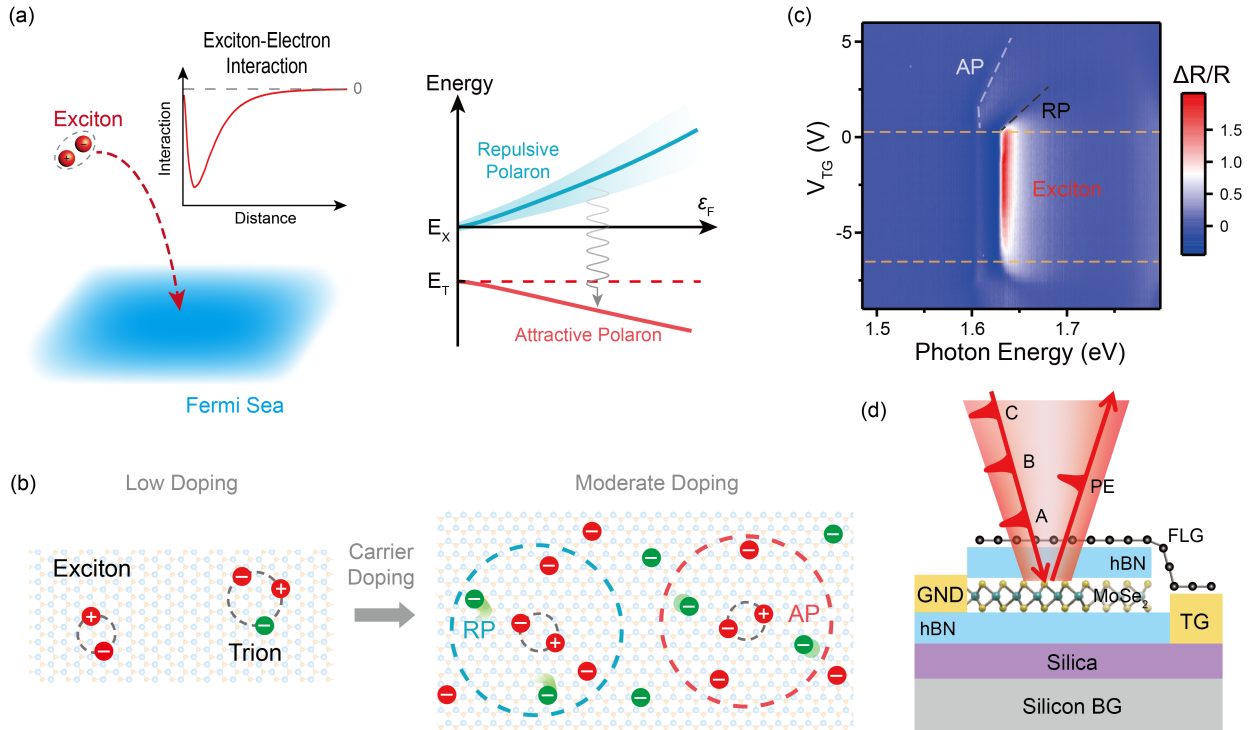 (a)
Exciton-Electron
Interaction
0
Interaction
Distance
Exciton
Fermi Sea
Energy
Repulsive
Polaron
εF
EX
ET
Attractive Polaron
(b)
Low Doping
Exciton
Trion
Carrier
Doping
Moderate Doping
RP
AP
(c)
5
0
-5
VTG (V)
AP
RP
Exciton
1.5
1.6
1.7
Photon Energy (eV)
ΔR/R
1.5
1.0
0.5
0
(d)
C
B
A
PE
FLG
hBN
GND
MoSe2
hBN
TG
Silica
Silicon BG